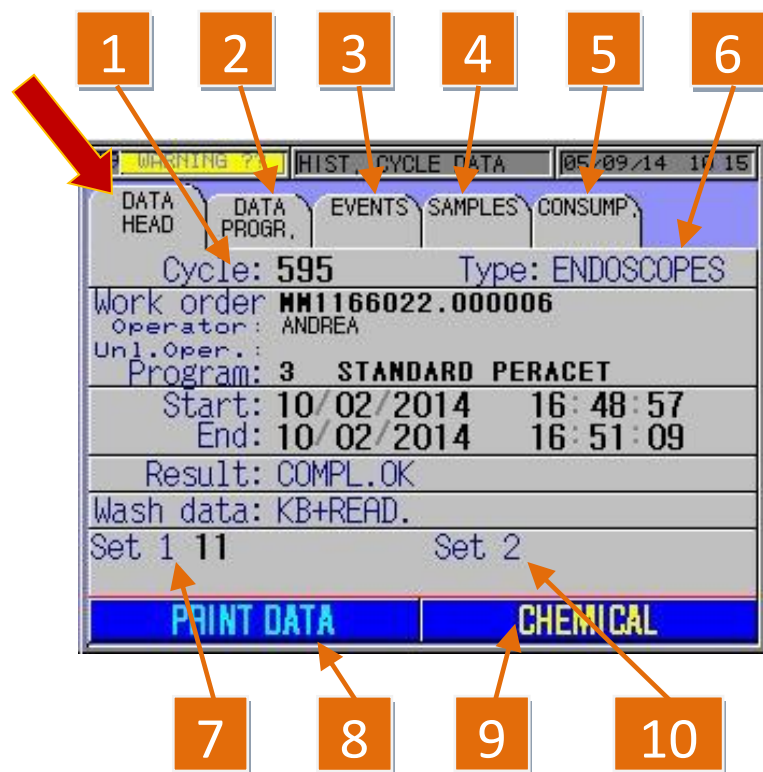 1 2 3 4 5 6
WARNING ?? HIST. CYCLE DATA 05/09/14 10 15
DATA HEAD DATA PROGR. EVENTS SAMPLES CONSUMP.
Cycle: 595 Type: ENDOSCOPES
Work order MM1166022.000006
Operator: ANDREA
Unl.Oper.:
Program: 3 STANDARD PERACET
Start: 10/02/2014 16:48:57
End: 10/02/2014 16:51:09
Result: COMPL.OK
Wash data: KB+READ.
Set 1 11 Set 2
PRINT DATA CHEMICAL
7 8 9 10